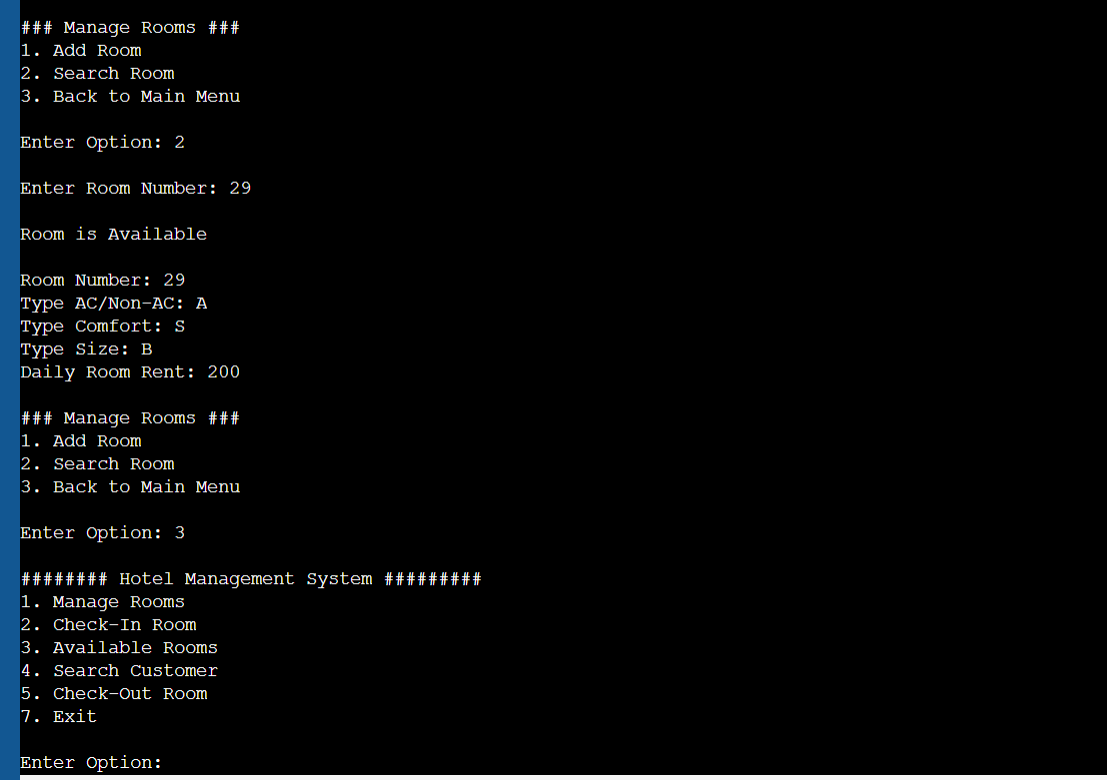 ### Manage Rooms ###
1. Add Room
2. Search Room
3. Back to Main Menu
Enter Option: 2
Enter Room Number: 29
Room is Available
Room Number: 29
Type AC/Non-AC: A
Type Comfort: S
Type Size: B
Daily Room Rent: 200
### Manage Rooms ###
1. Add Room
2. Search Room
3. Back to Main Menu
Enter Option: 3
######## Hotel Management System #########
1. Manage Rooms
2. Check-In Room
3. Available Rooms
4. Search Customer
5. Check-Out Room
7. Exit
Enter Option: